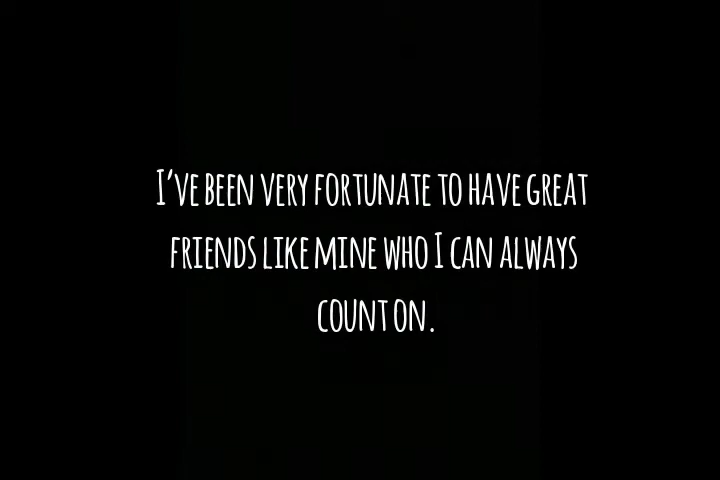 I've been very fortunate to have great
friends like mine who I can always
count on.